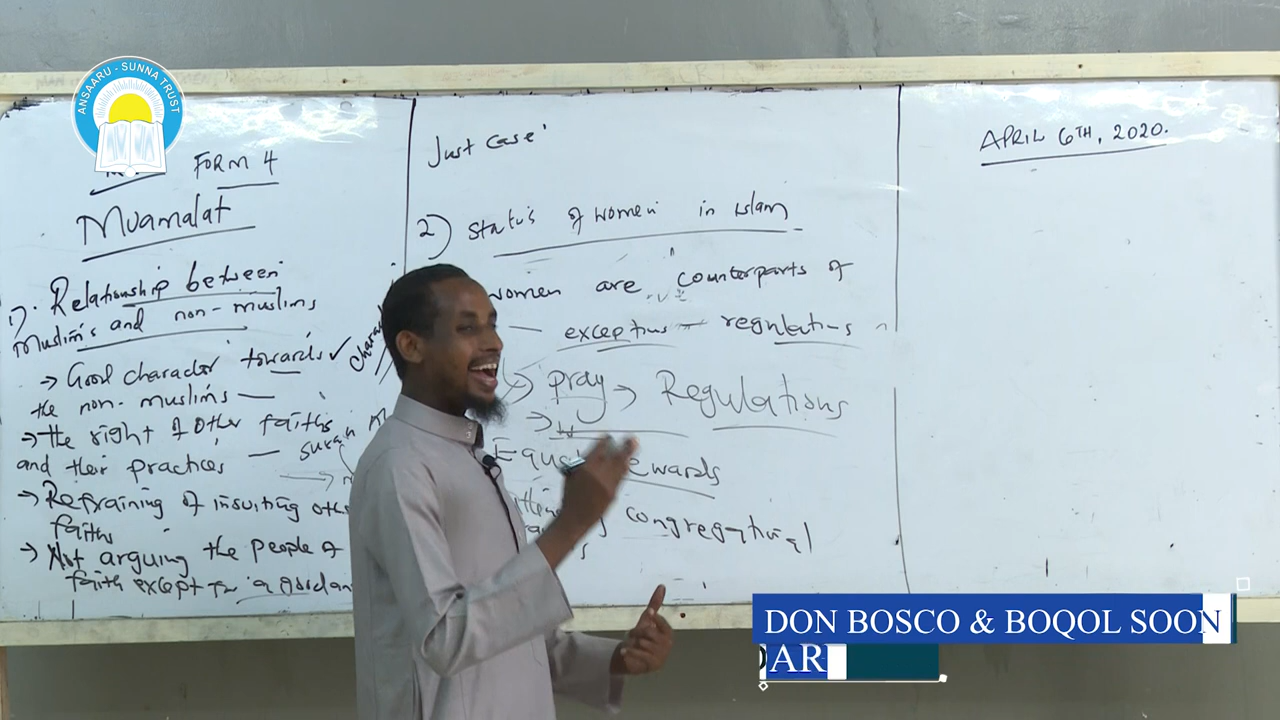 ANSAARU - SUNNA TRUST
FORM 4
Muamalat
1). Relationship between
Muslims and non-muslims
→ Good character towards ✓
the non-muslims —
→ the right of other faiths
and their practices —
→ Refraining of insulting other
faiths
→ Not arguing the people of
faith except
Just case'
2) Status of women in islam
women are counterparts of
— exceptions — regulations
→ pray → Regulations
Equal rewards
congregational
APRIL 6TH, 2020.
DON BOSCO & BOQOL SOON
AR